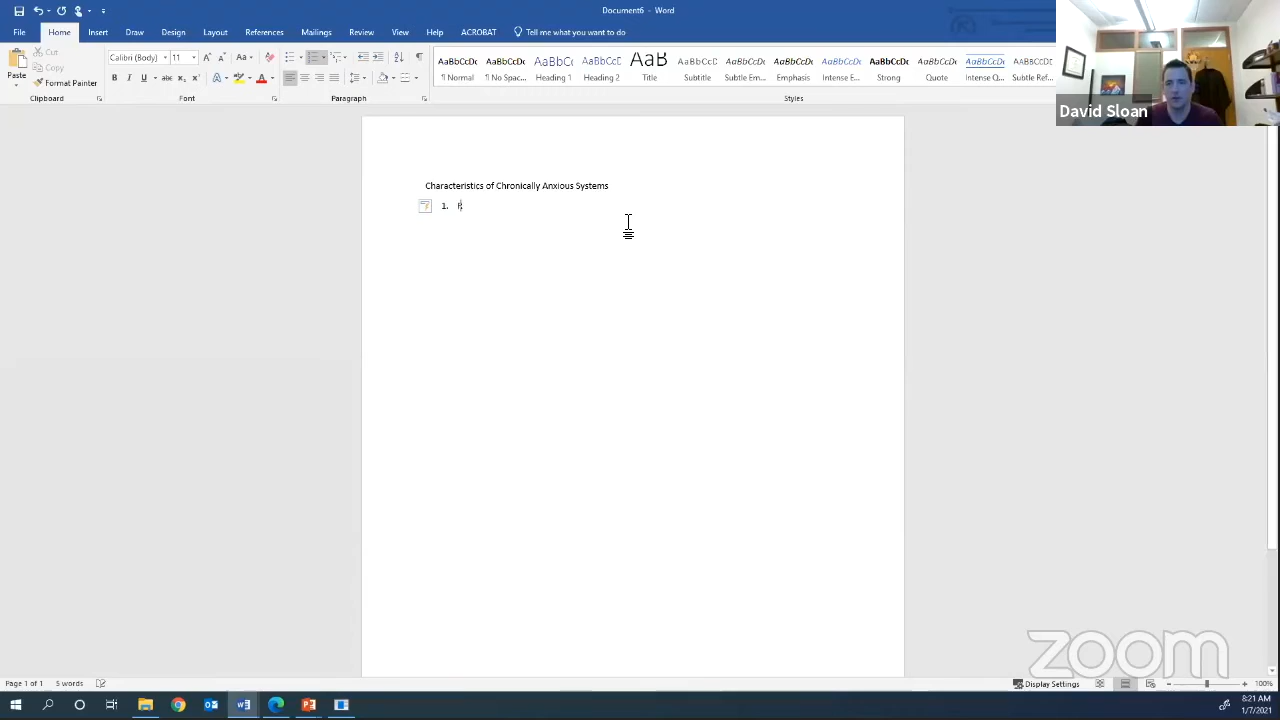 Document6 - Word
File Home Insert Draw Design Layout References Mailings Review View Help ACROBAT Tell me what you want to do
Paste
Cut
Copy
Format Painter
Clipboard
Calibri (Body) 11
Font
Paragraph
AaBbCcDc AaBbCcDc AaBbC AaBbCcC AaB AaBbCcD AaBbCcDc AaBbCcDc AaBbCcDc AaBbCcDc AaBbCcDc AaBbCcDc AABBCCDC
¶ Normal ¶ No Spac... Heading 1 Heading 2 Title Subtitle Subtle Em... Emphasis Intense E... Strong Quote Intense Q... Subtle Ref...
Styles
David Sloan
Characteristics of Chronically Anxious Systems
1.
zoom
Page 1 of 1 5 words
Display Settings
100%
8:21 AM
1/7/2021